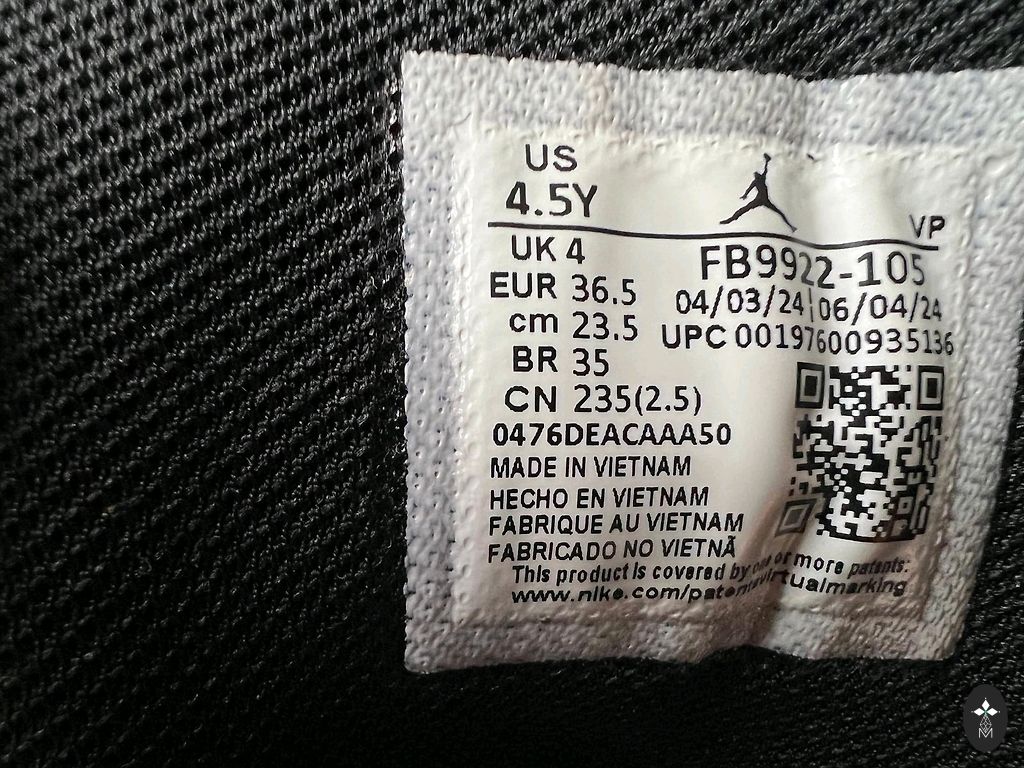 US
4.5Y
VP
UK 4
EUR 36.5
cm 23.5
BR 35
CN 235(2.5)
FB9922-105
04/03/24 06/04/24
UPC 00197600935136
0476DEACAAA50
MADE IN VIETNAM
HECHO EN VIETNAM
FABRIQUE AU VIETNAM
FABRICADO NO VIETNÃ
This product is covered by one or more patents:
www.nike.com/patentvirtualmarking